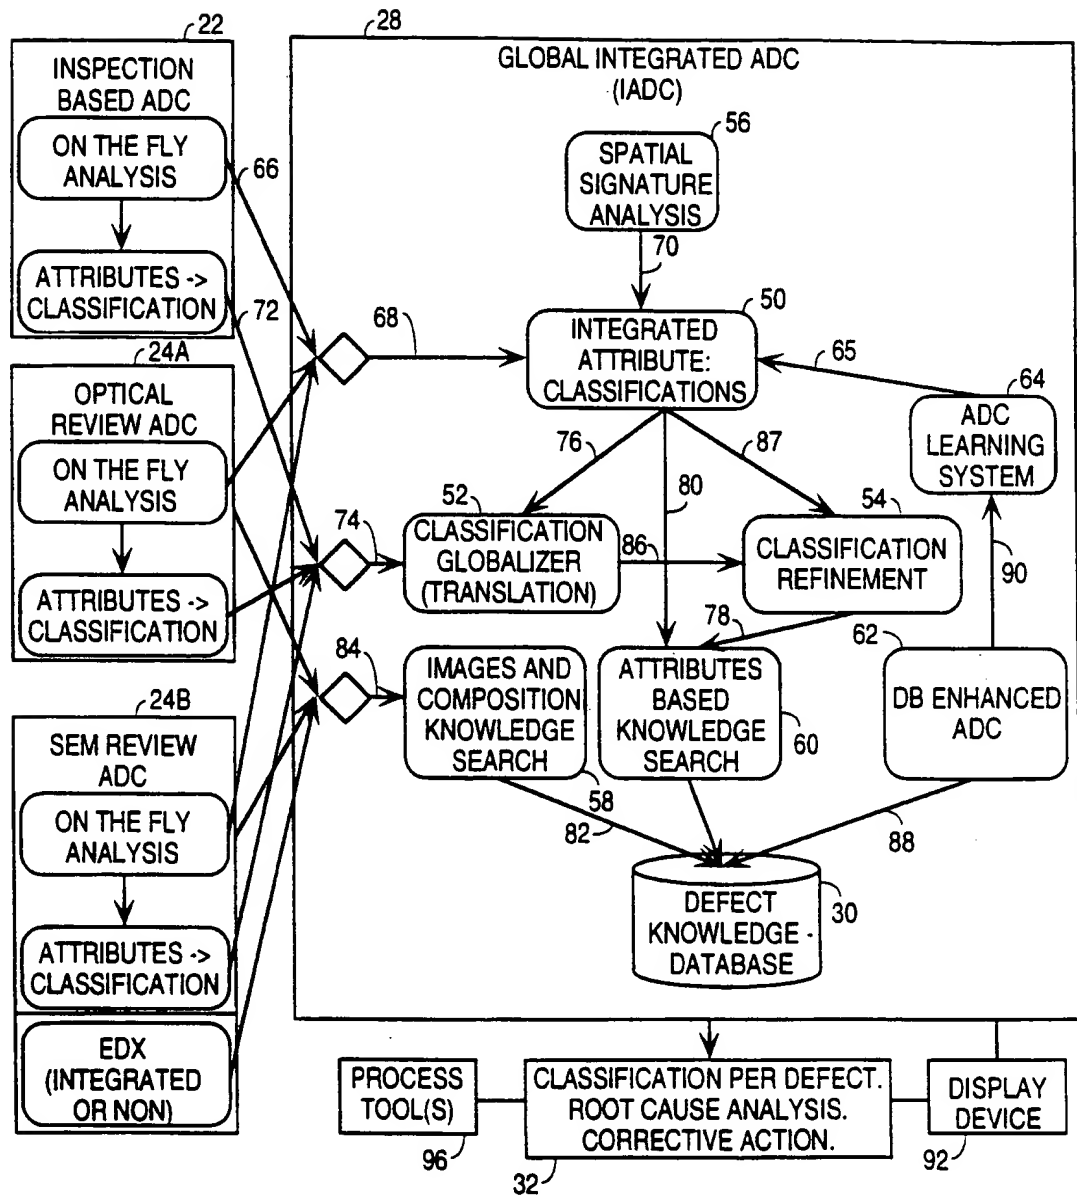 22
INSPECTION
BASED ADC
ON THE FLY
ANALYSIS
ATTRIBUTES ->
CLASSIFICATION
66
72
24A
OPTICAL
REVIEW ADC
ON THE FLY
ANALYSIS
ATTRIBUTES ->
CLASSIFICATION
24B
SEM REVIEW
ADC
ON THE FLY
ANALYSIS
ATTRIBUTES ->
CLASSIFICATION
EDX
(INTEGRATED
OR NON)
28
GLOBAL INTEGRATED ADC
(IADC)
56
SPATIAL
SIGNATURE
ANALYSIS
70
50
68
INTEGRATED
ATTRIBUTE:
CLASSIFICATIONS
65
64
ADC
LEARNING
SYSTEM
76
87
80
52
74
CLASSIFICATION
GLOBALIZER
(TRANSLATION)
86
54
CLASSIFICATION
REFINEMENT
90
78
62
84
IMAGES AND
COMPOSITION
KNOWLEDGE
SEARCH
58
ATTRIBUTES
BASED
KNOWLEDGE
SEARCH
60
DB ENHANCED
ADC
82
88
DEFECT
KNOWLEDGE -
DATABASE
30
PROCESS
TOOL(S)
96
CLASSIFICATION PER DEFECT.
ROOT CAUSE ANALYSIS.
CORRECTIVE ACTION.
32
DISPLAY
DEVICE
92